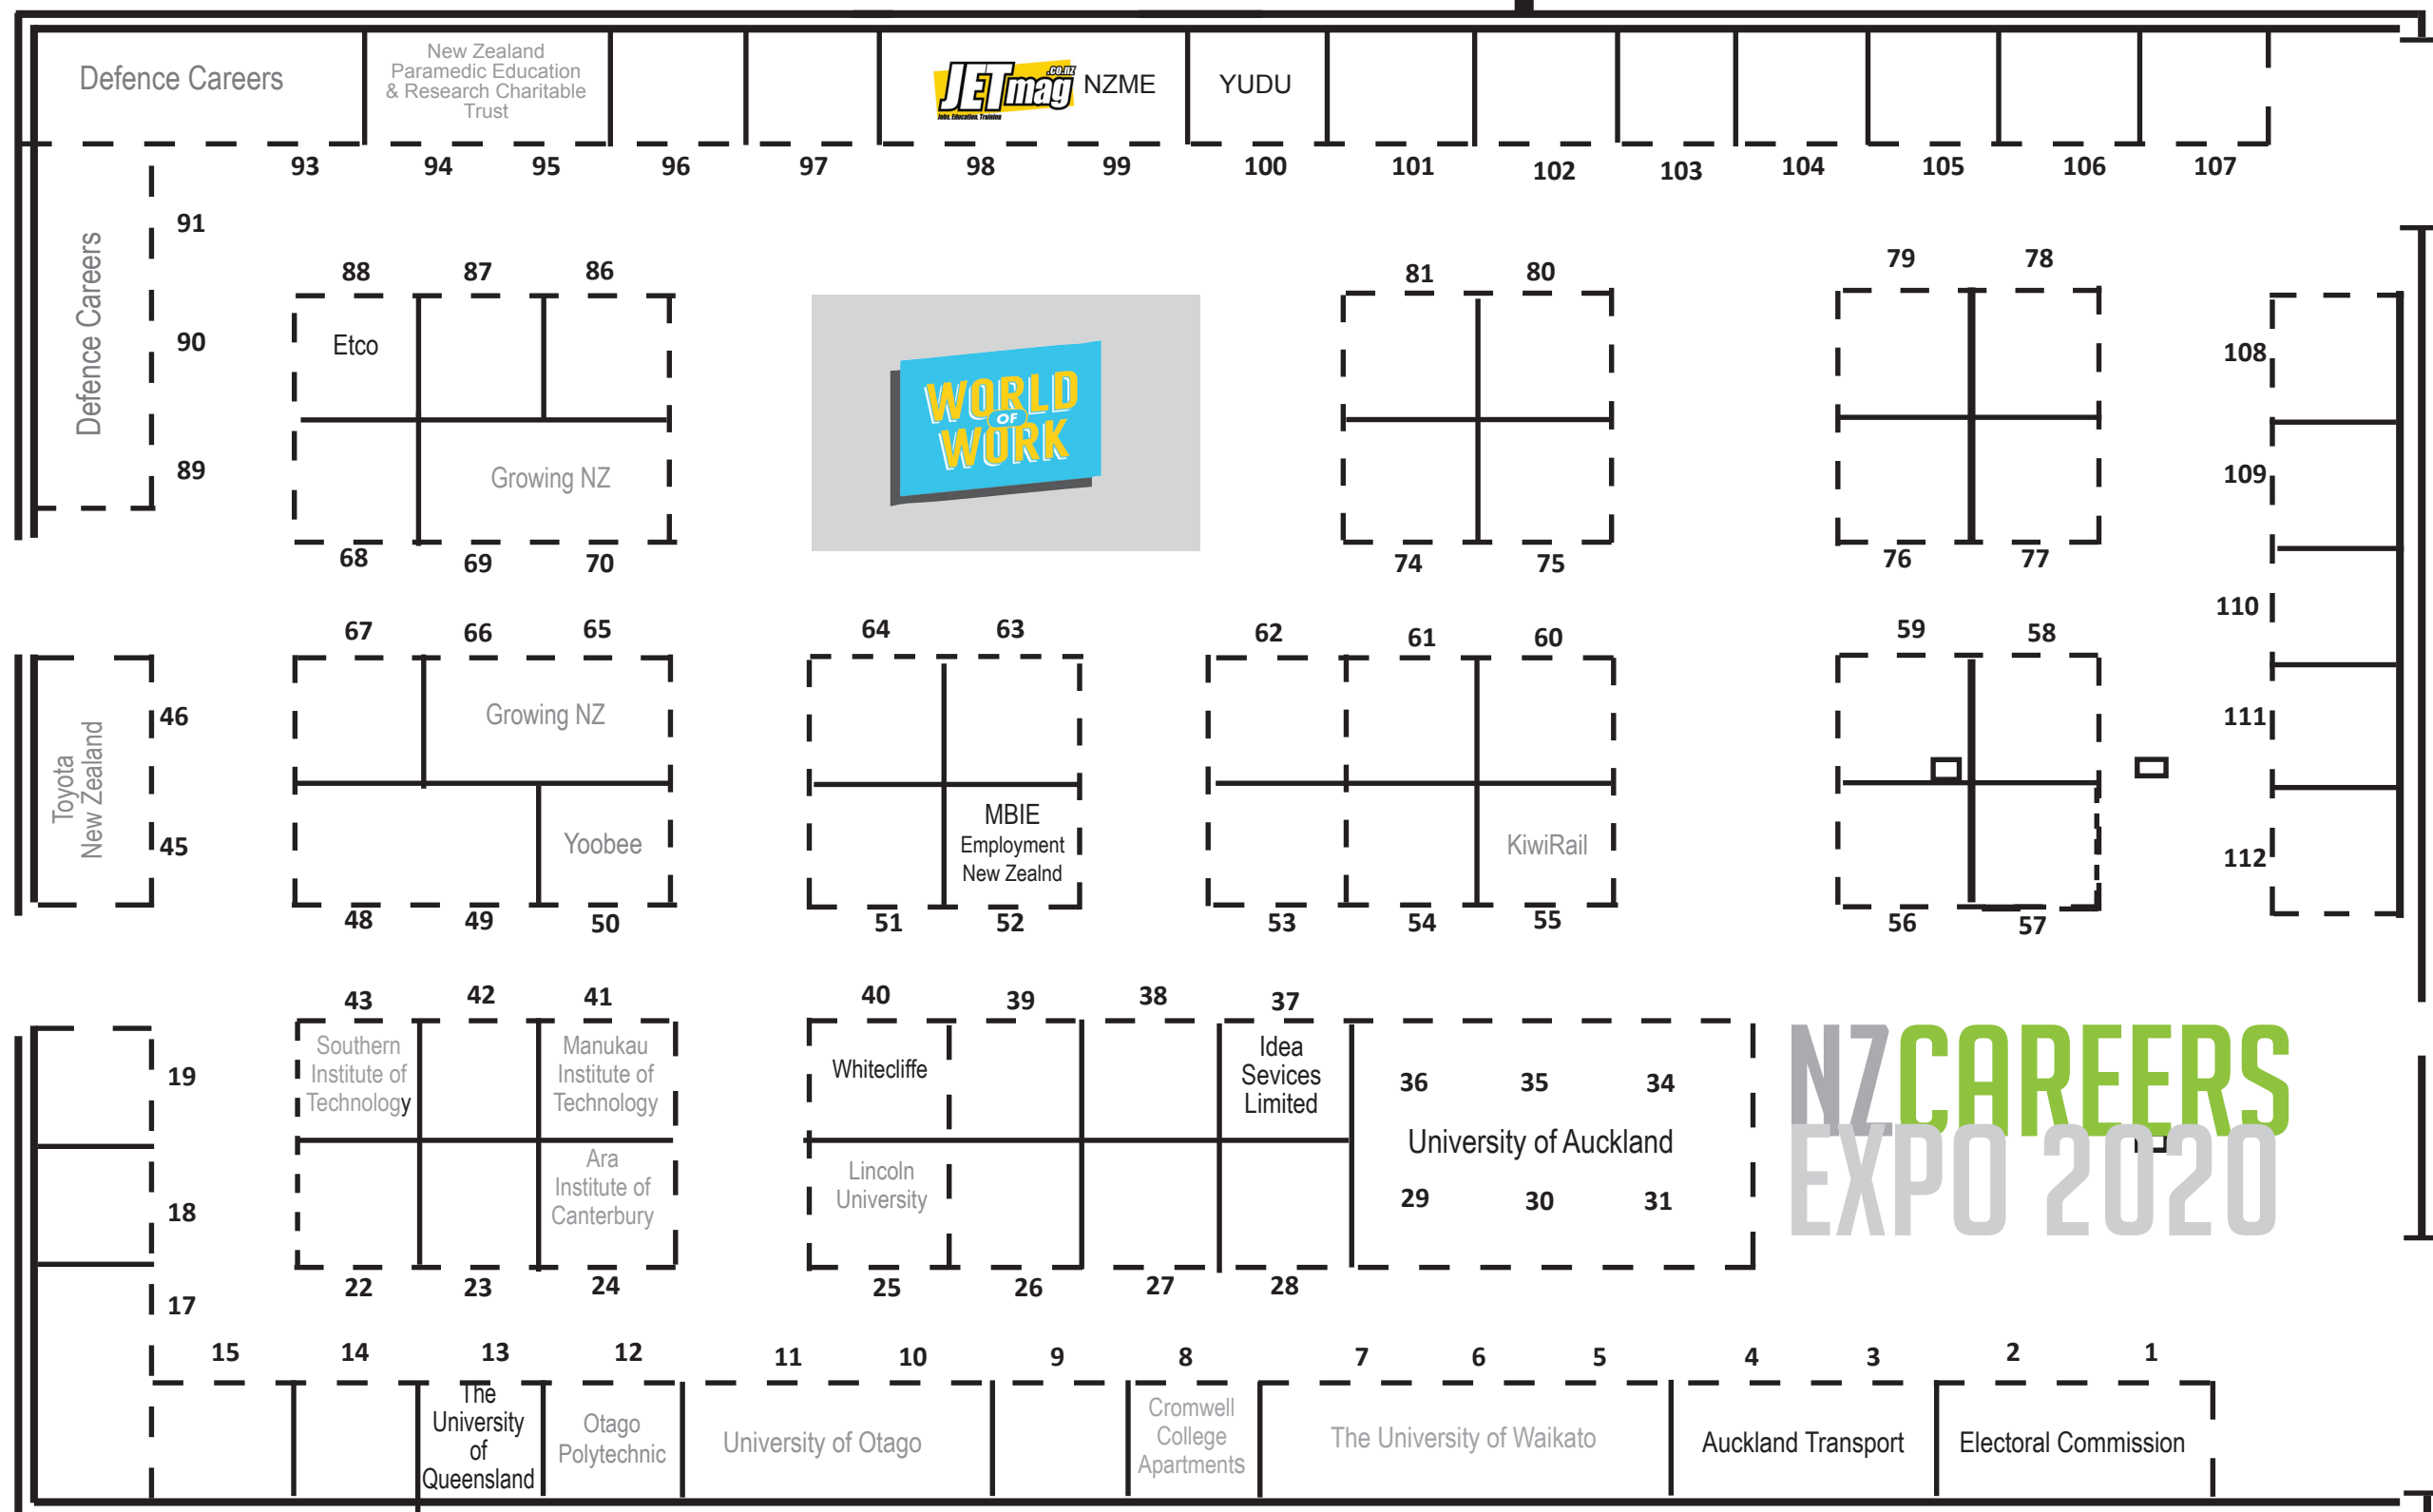 Defence Careers
New Zealand
Paramedic Education
& Research Charitable
Trust
JETmag
.co.nz
Jobs. Education. Training
NZME
YUDU
93 94 95 96 97 98 99 100 101 102 103 104 105 106 107
Defence Careers
91
90
89
88 87 86
Etco
Growing NZ
68 69 70
WORLD
OF
WORK
81 80
74 75
79 78
76 77
108
109
110
111
112
Toyota
New Zealand
46
45
67 66 65
Growing NZ
Yoobee
48 49 50
64 63
MBIE
Employment
New Zealnd
51 52
62 61 60
KiwiRail
53 54 55
59 58
56 57
19
18
17
43 42 41
Southern
Institute of
Technology
Manukau
Institute of
Technology
Ara
Institute of
Canterbury
22 23 24
40 39 38 37
Whitecliffe
Idea
Sevices
Limited
Lincoln
University
25 26 27 28
36 35 34
University of Auckland
29 30 31
NZCAREERS
EXPO 2020
15 14 13 12 11 10 9 8 7 6 5 4 3 2 1
The
University
of
Queensland
Otago
Polytechnic
University of Otago
Cromwell
College
Apartments
The University of Waikato
Auckland Transport
Electoral Commission